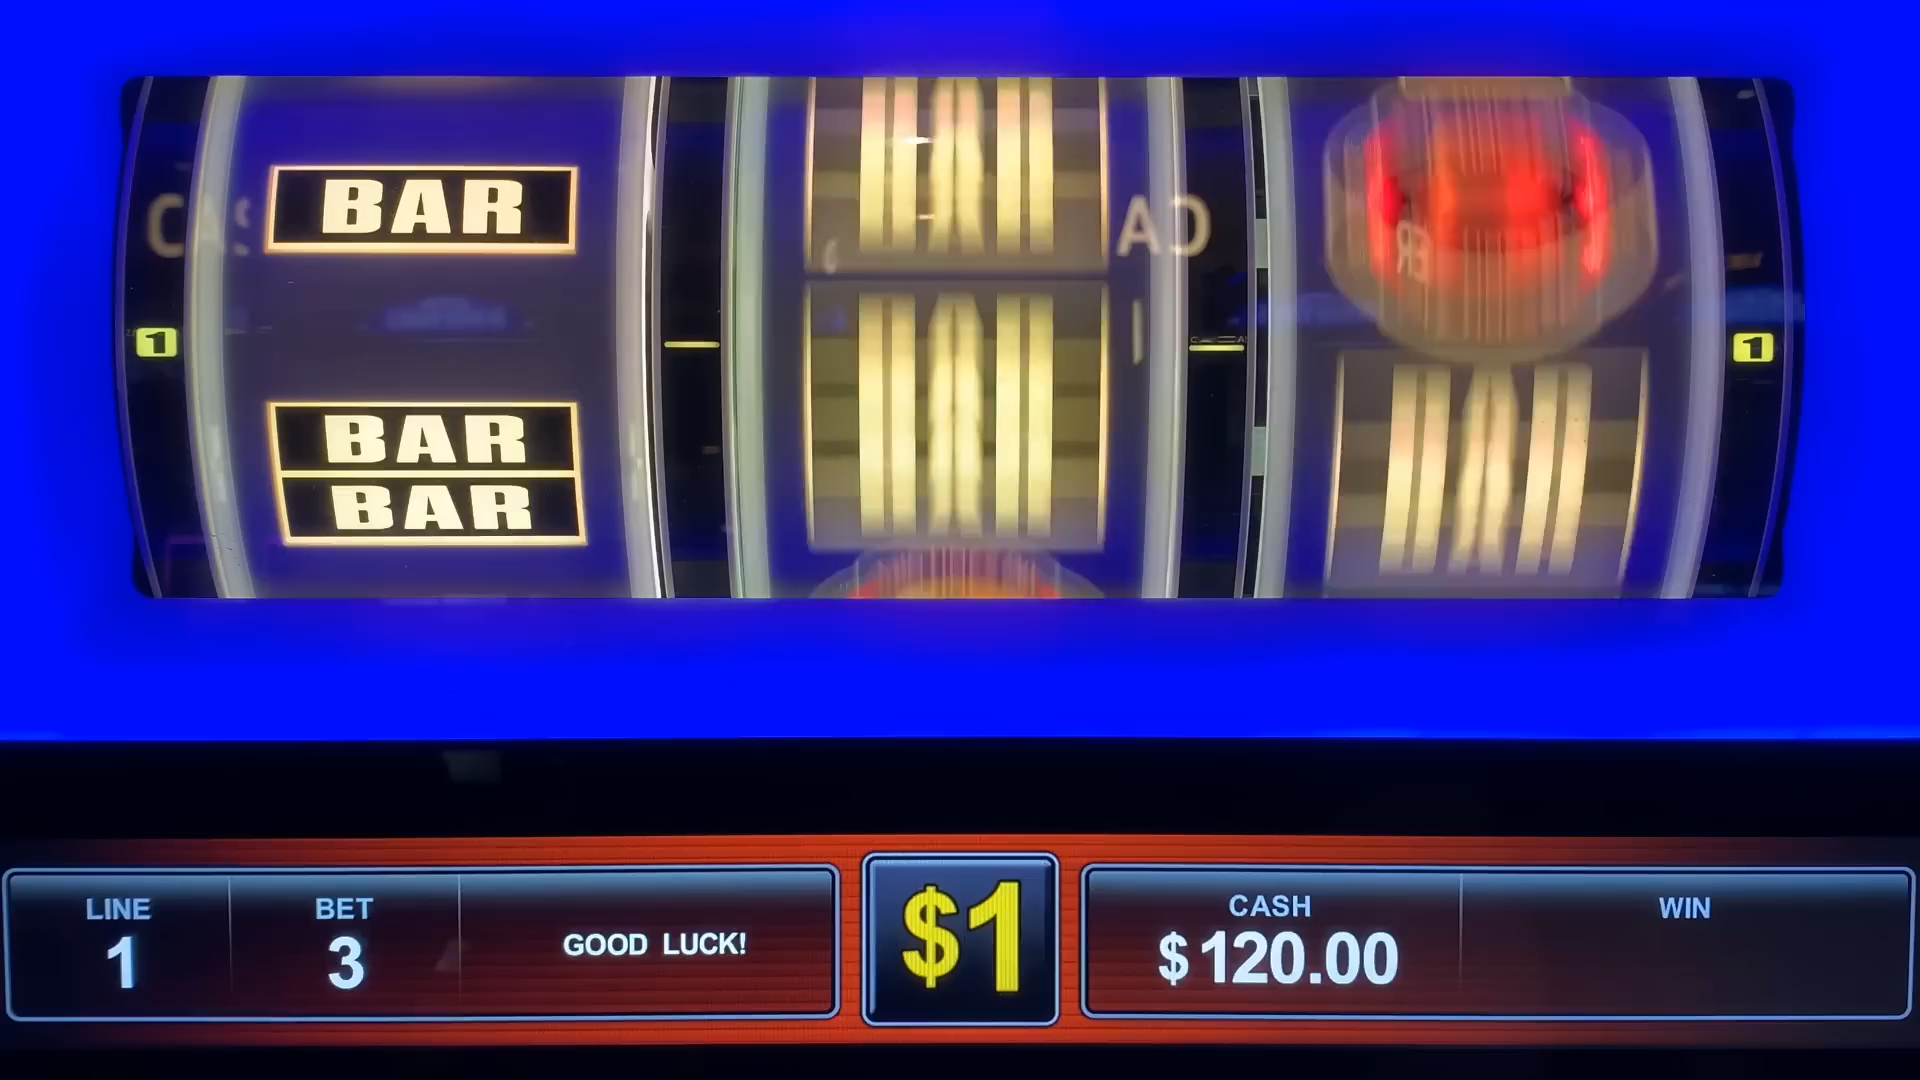 BAR
1
1
BAR
BAR
LINE
1
BET
3
GOOD LUCK!
$1
CASH
$120.00
WIN